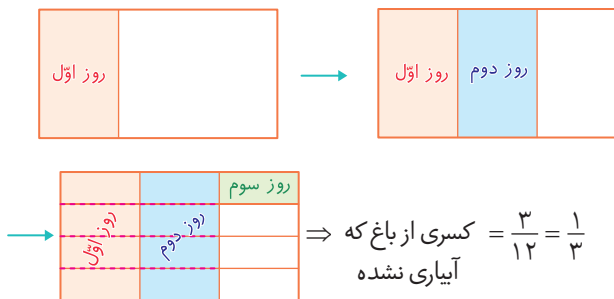 روز اوّل
روز اوّل
روز دوم
روز سوم
روز اوّل
روز دوم
⇒ کسری از باغ که = ۳/۱۲ = ۱/۳
آبیاری نشده